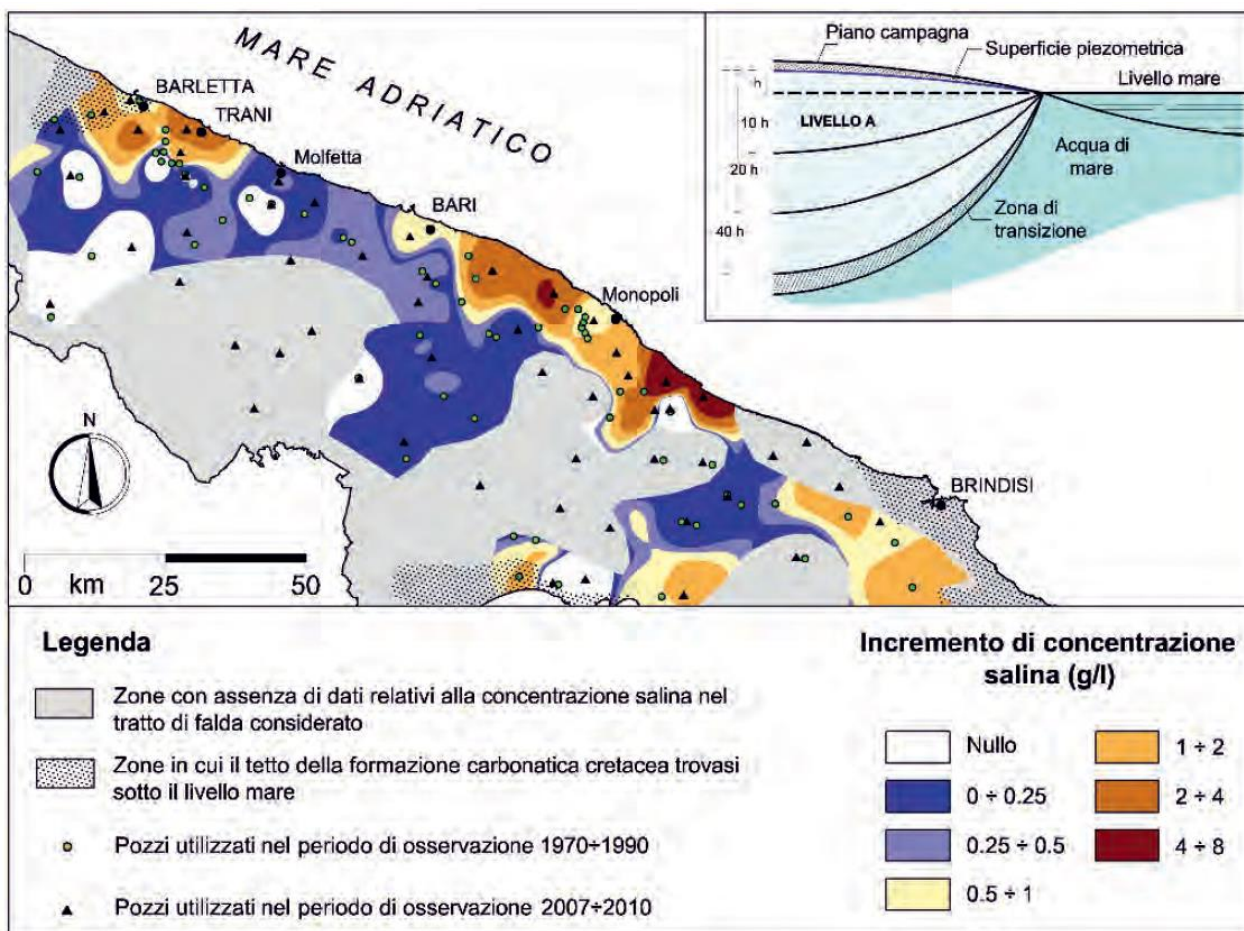 MARE ADRIATICO
BARLETTA
TRANI
Molfetta
BARI
Monopoli
BRINDISI
N
0 25 50
km
Piano campagna
Superficie piezometrica
Livello mare
h
10 h
20 h
40 h
LIVELLO A
Acqua di
mare
Zona di
transizione
Legenda
Zone con assenza di dati relativi alla concentrazione salina nel
tratto di falda considerato
Zone in cui il tetto della formazione carbonatica cretacea trovasi
sotto il livello mare
Pozzi utilizzati nel periodo di osservazione 1970÷1990
Pozzi utilizzati nel periodo di osservazione 2007÷2010
Incremento di concentrazione
salina (g/l)
Nullo
0 ÷ 0.25
0.25 ÷ 0.5
0.5 ÷ 1
1 ÷ 2
2 ÷ 4
4 ÷ 8